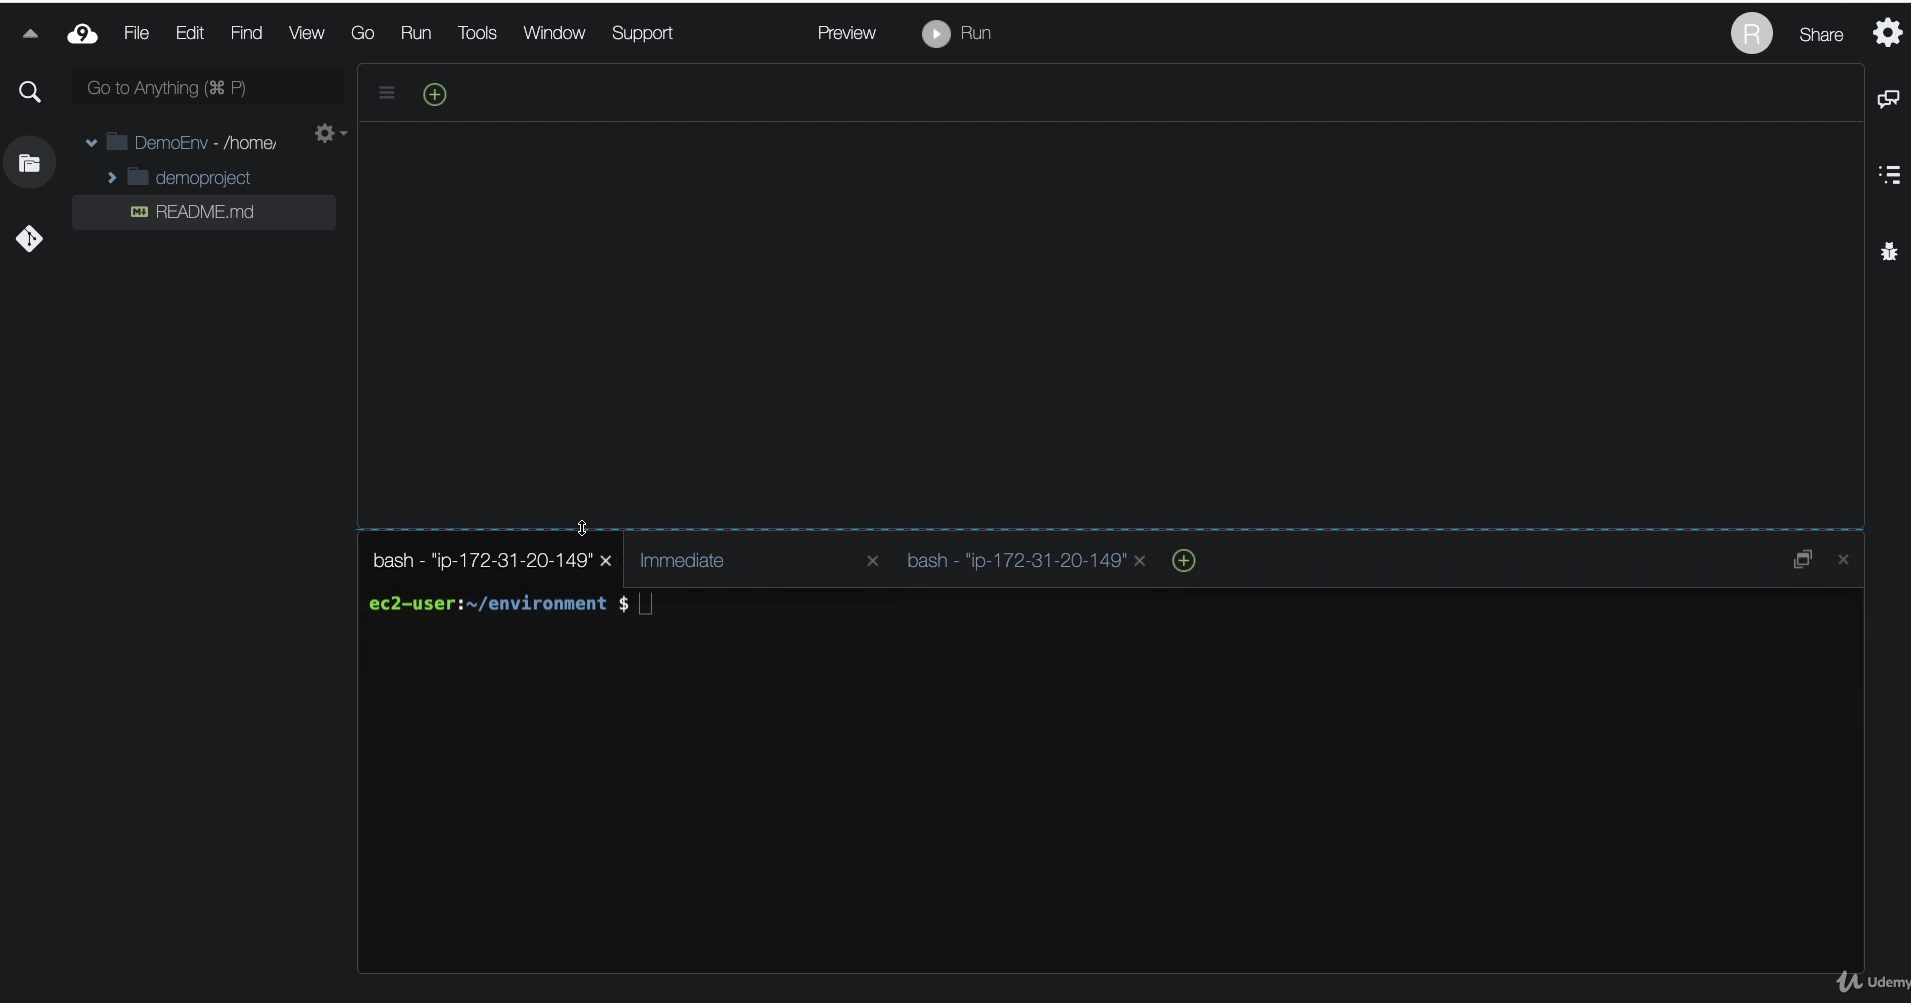 File Edit Find View Go Run Tools Window Support Preview Run R Share
Go to Anything (⌘ P)
DemoEnv - /home/
demoproject
README.md
bash - "ip-172-31-20-149" Immediate bash - "ip-172-31-20-149"
ec2-user:~/environment $
Udemy